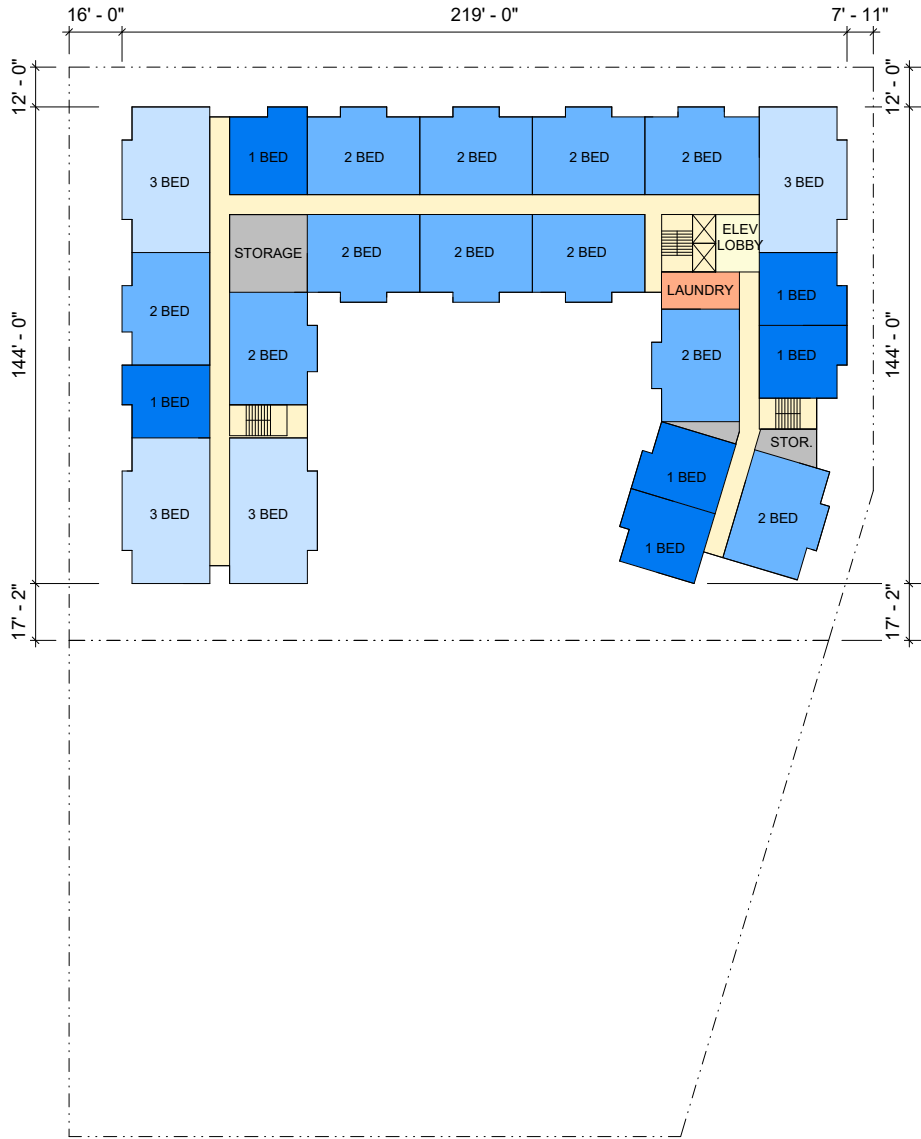 16' - 0"
219' - 0"
7' - 11"
12' - 0"
12' - 0"
1 BED
2 BED
2 BED
2 BED
2 BED
3 BED
3 BED
STORAGE
2 BED
2 BED
2 BED
ELEV
LOBBY
LAUNDRY
1 BED
2 BED
144' - 0"
144' - 0"
2 BED
2 BED
1 BED
1 BED
STOR.
1 BED
3 BED
3 BED
2 BED
1 BED
17' - 2"
17' - 2"